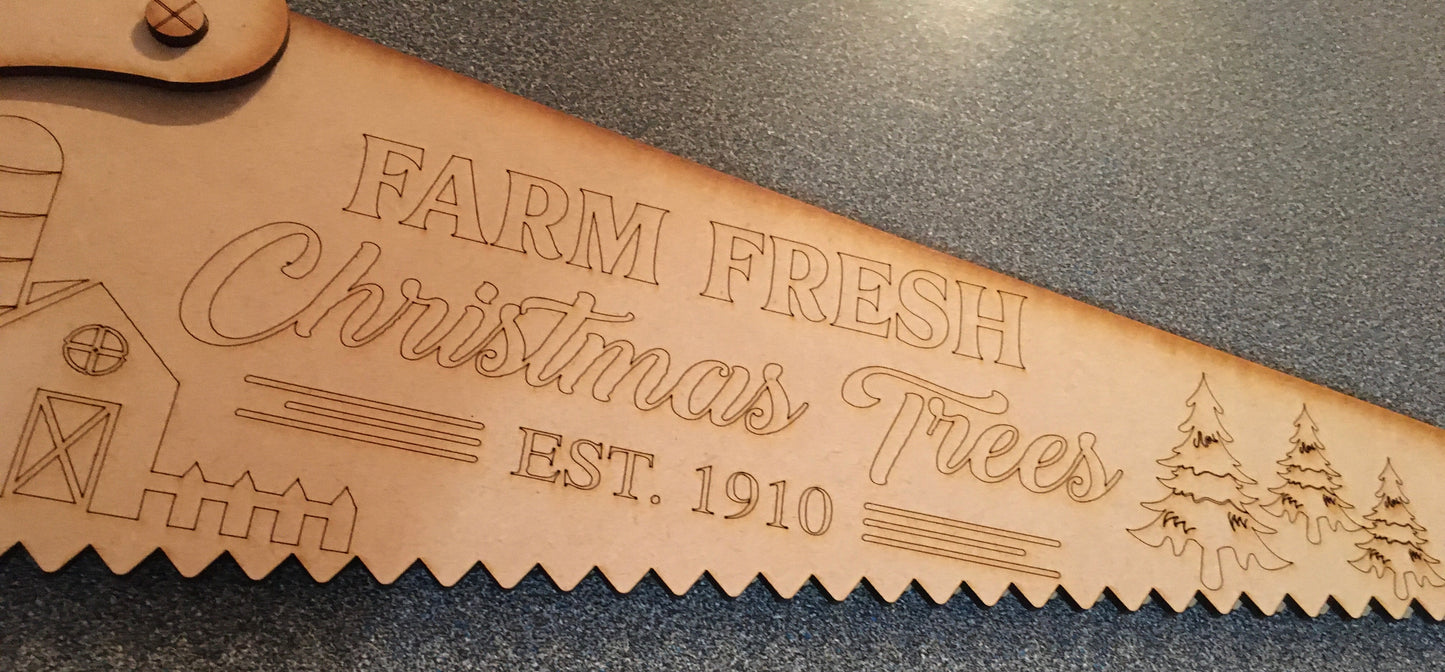 FARM FRESH
Christmas Trees
EST. 1910